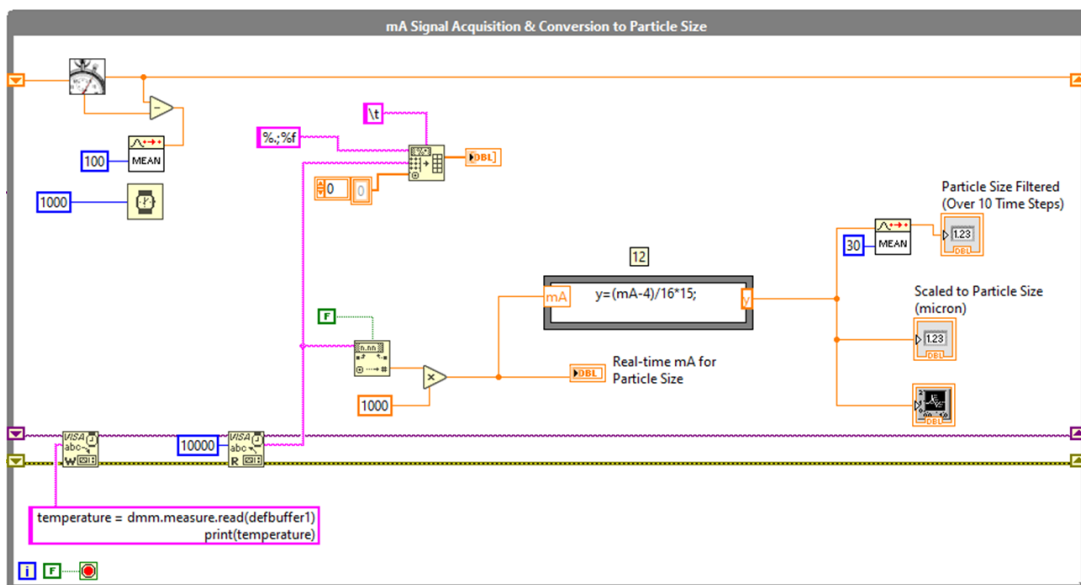 mA Signal Acquisition & Conversion to Particle Size
\t
%.;%f
DBL]
100
MEAN
0
0
1000
Particle Size Filtered
(Over 10 Time Steps)
1.23
DBL
30
MEAN
12
mA
y=(mA-4)/16*15;
y
Scaled to Particle Size
(micron)
1.23
DBL
F
n.nn
Real-time mA for
Particle Size
DBL
1000
DBL
VISA
abc
W
10000
VISA
abc
R
temperature = dmm.measure.read(defbuffer1)
print(temperature)
i
F